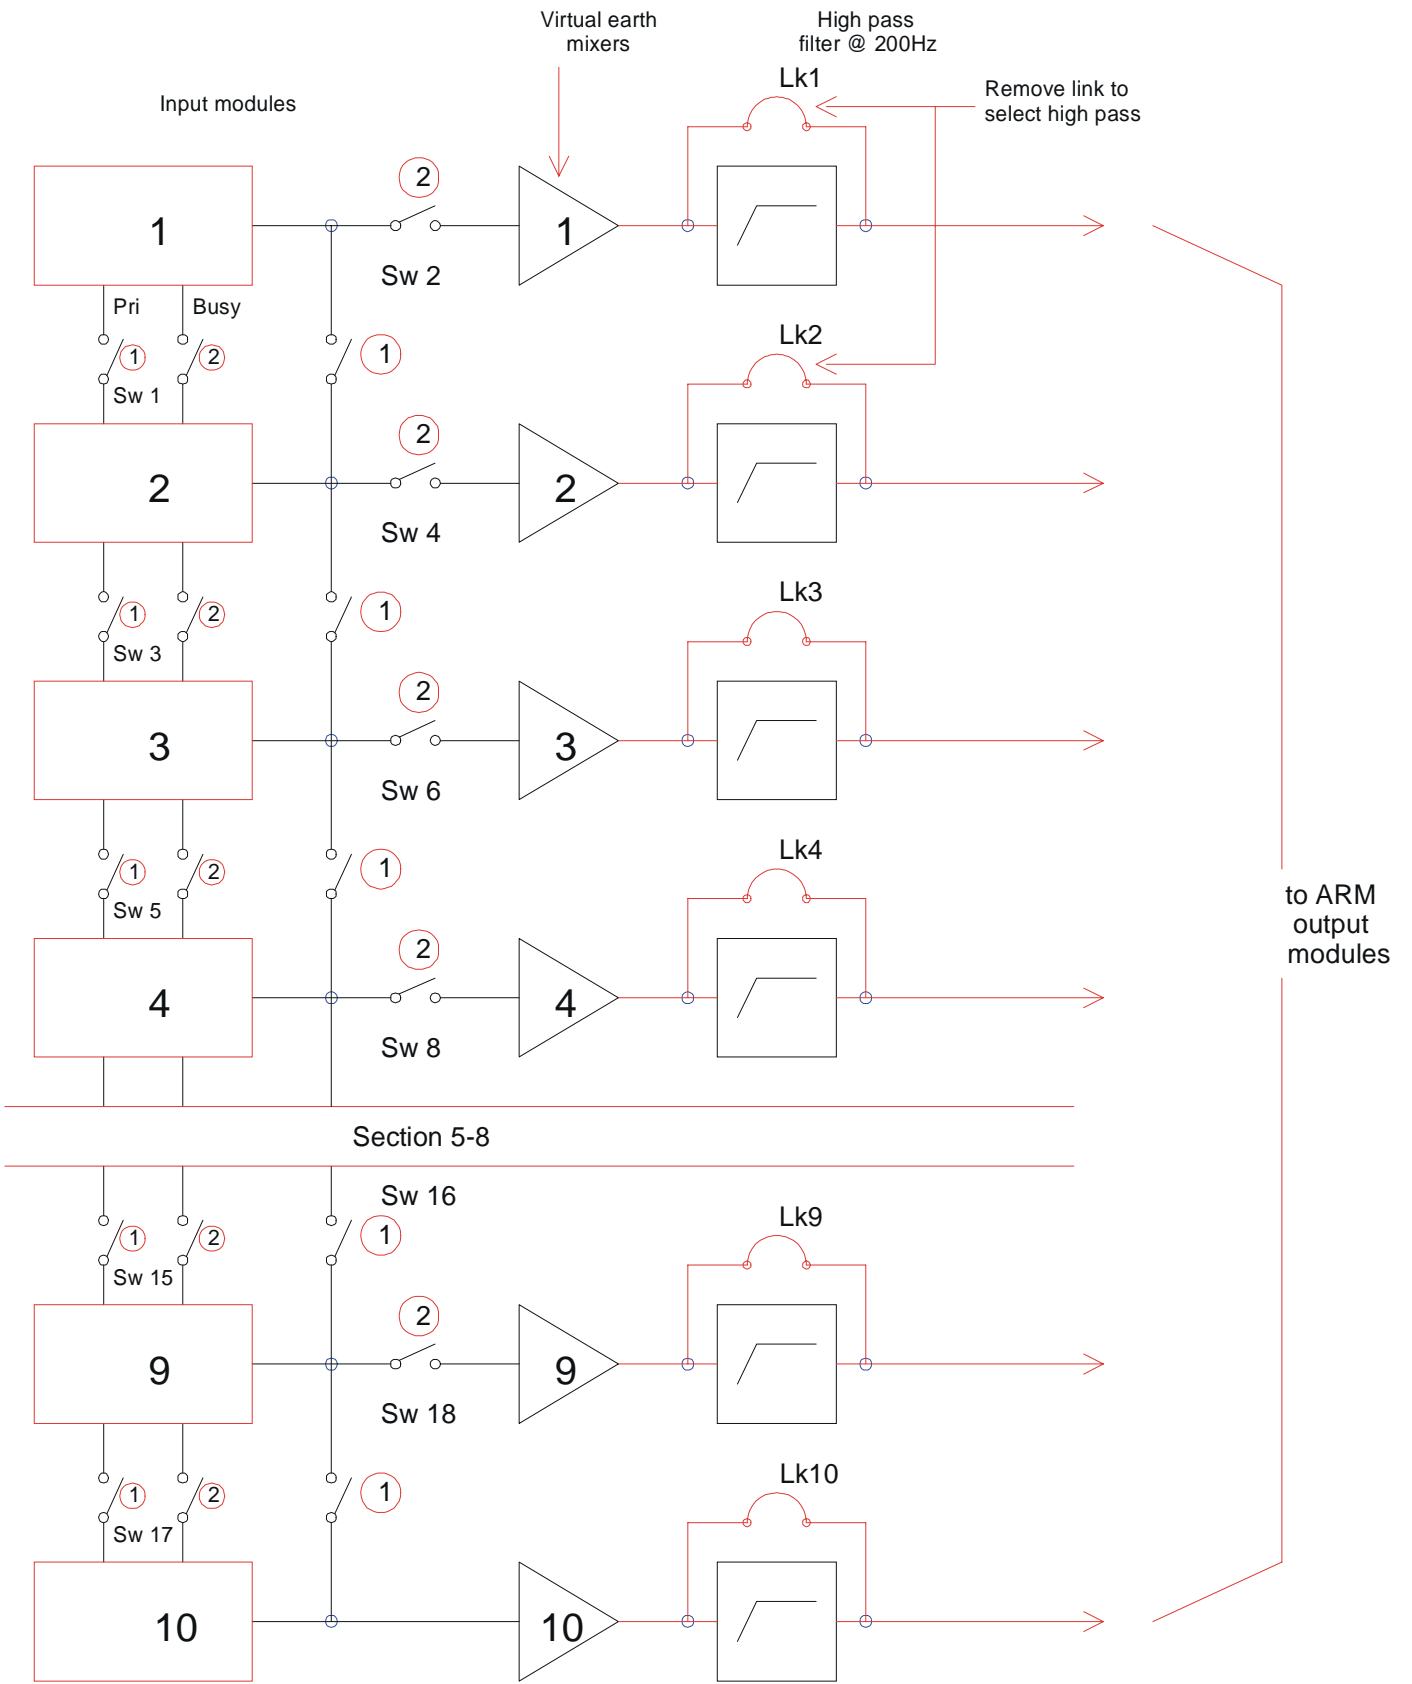 Virtual earth
mixers
High pass
filter @ 200Hz
Input modules
Lk1
Remove link to
select high pass
2
1
1
Sw 2
Pri
Busy
1
2
1
Sw 1
Lk2
2
2
2
Sw 4
1
2
1
Sw 3
Lk3
2
3
3
Sw 6
1
2
1
Sw 5
Lk4
2
4
4
Sw 8
to ARM
output
modules
Section 5-8
Sw 16
1
2
1
Sw 15
Lk9
2
9
9
Sw 18
1
2
1
Sw 17
Lk10
10
10